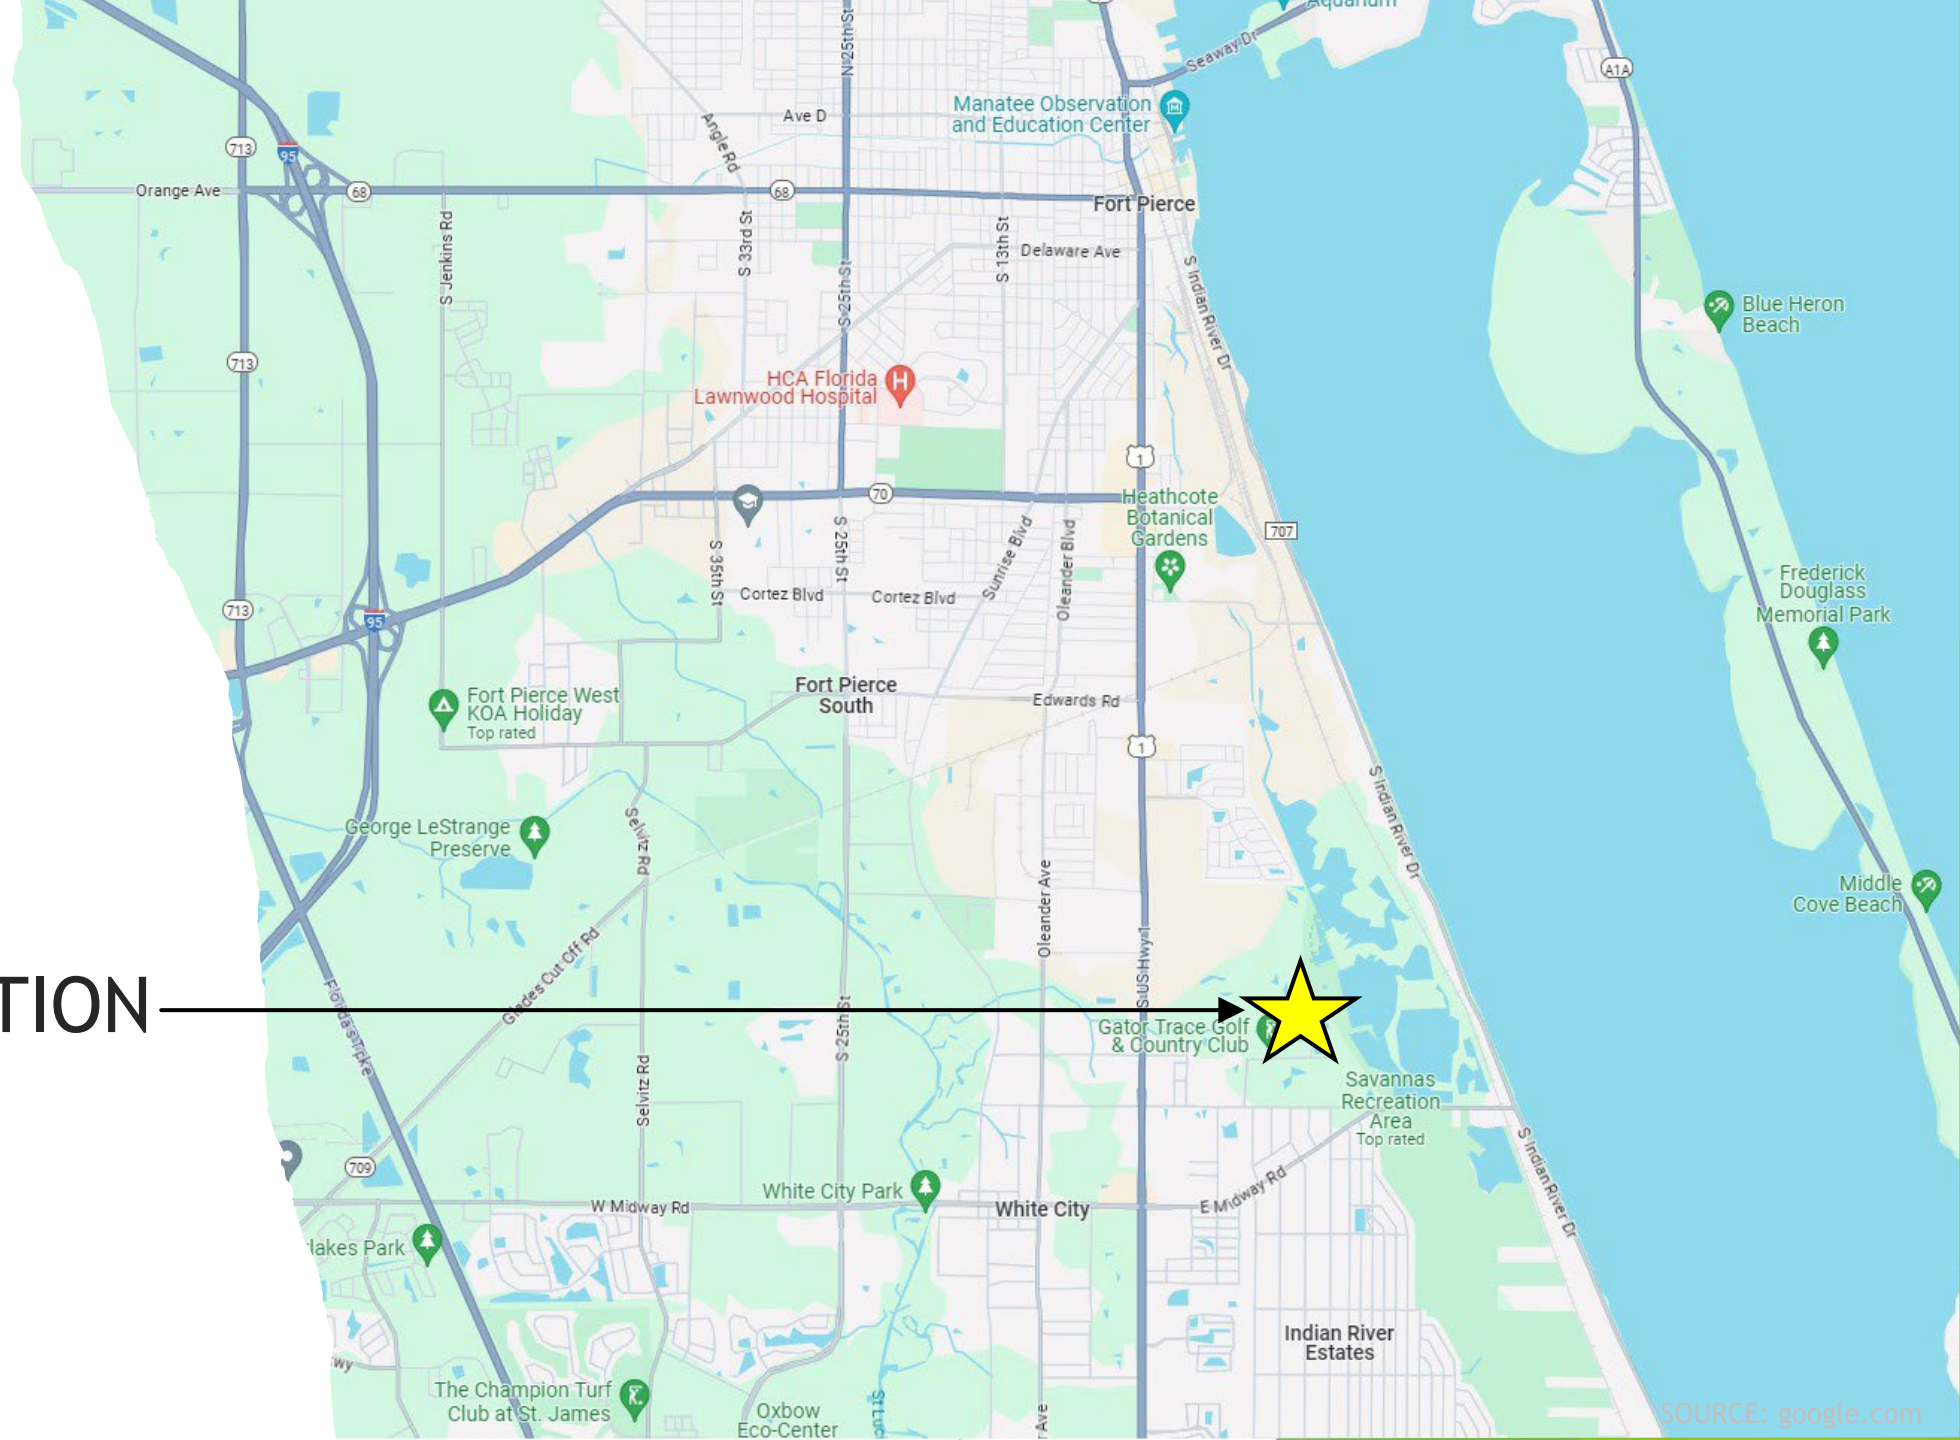 Aquarium
Seaway Dr
N 25th St
A1A
Manatee Observation
and Education Center
Ave D
Angle Rd
713
95
68
68
Orange Ave
Fort Pierce
S Jenkins Rd
S 33rd St
S 25th St
S 13th St
Delaware Ave
S Indian River Dr
Blue Heron
Beach
713
HCA Florida
Lawnwood Hospital
H
1
70
Heathcote
Botanical
Gardens
707
S 35th St
S 25th St
Sunrise Blvd
Oleander Blvd
Cortez Blvd
Cortez Blvd
Frederick
Douglass
Memorial Park
713
95
Fort Pierce West
KOA Holiday
Top rated
Fort Pierce
South
Edwards Rd
1
S Indian River Dr
George LeStrange
Preserve
Selvitz Rd
Oleander Ave
Middle
Cove Beach
Glades Cut Off Rd
S US Hwy 1
TION
Florida's Tpke
S 25th St
Gator Trace Golf
& Country Club
Selvitz Rd
Savannas
Recreation
Area
Top rated
709
S Indian River Dr
White City Park
W Midway Rd
White City
E Midway Rd
lakes Park
Indian River
Estates
wy
The Champion Turf
Club at St. James
Oxbow
Eco-Center
St Luc
r Ave
SOURCE: google.com